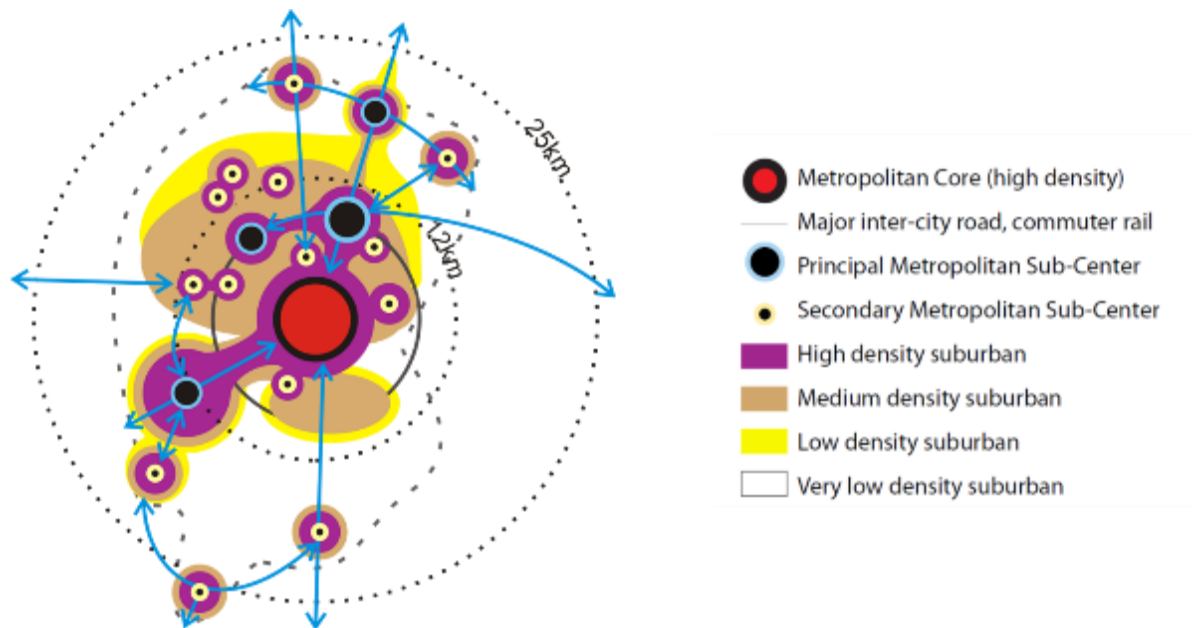 25km
12km
Metropolitan Core (high density)
Major inter-city road, commuter rail
Principal Metropolitan Sub-Center
Secondary Metropolitan Sub-Center
High density suburban
Medium density suburban
Low density suburban
Very low density suburban